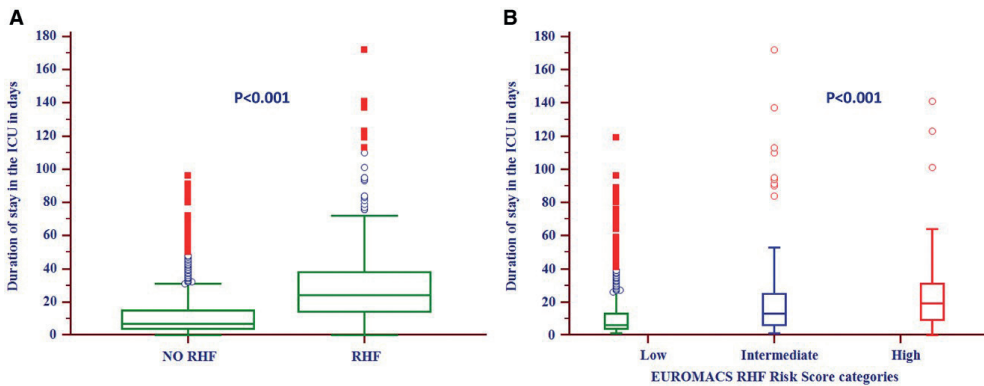 A
Duration of stay in the ICU in days
180
160
140
120
100
80
60
40
20
0
P<0.001
NO RHF
RHF
B
Duration of stay in the ICU in days
180
160
140
120
100
80
60
40
20
0
P<0.001
Low
Intermediate
High
EUROMACS RHF Risk Score categories